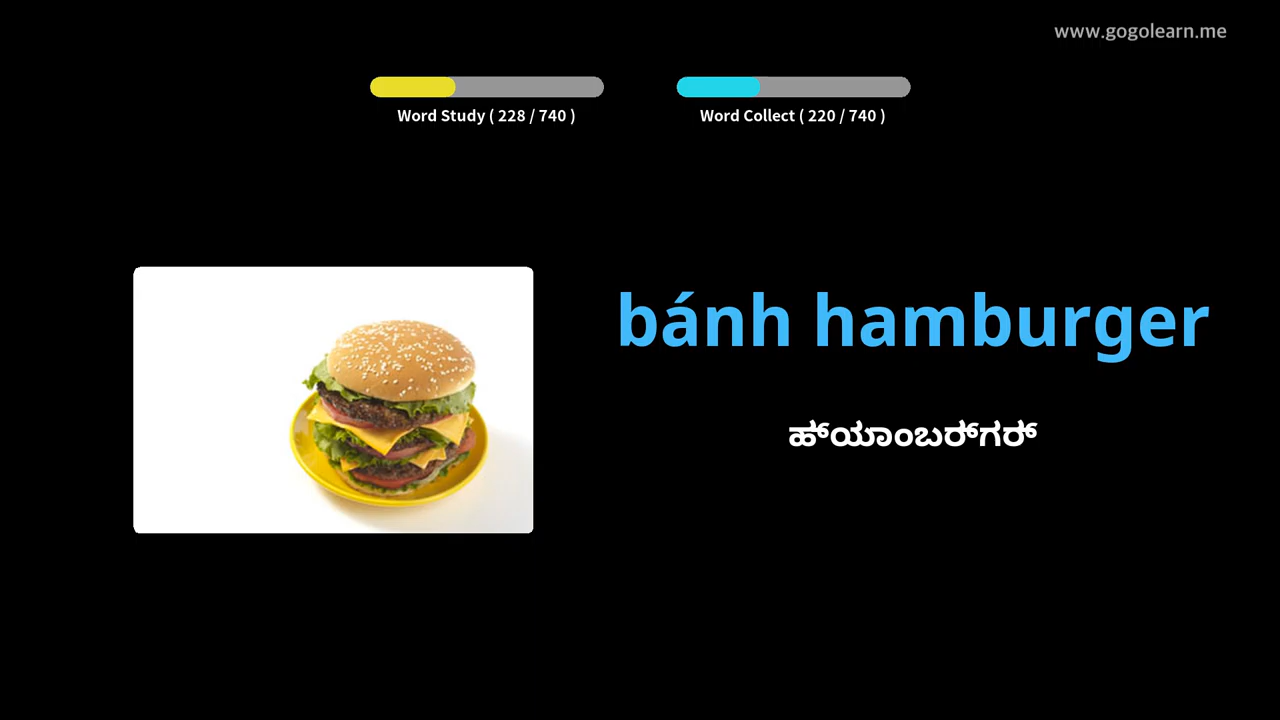 www.gogolearn.me
Word Study ( 228 / 740 )
Word Collect ( 220 / 740 )
bánh hamburger
ಹ್ಯಾಂಬರ್ಗರ್